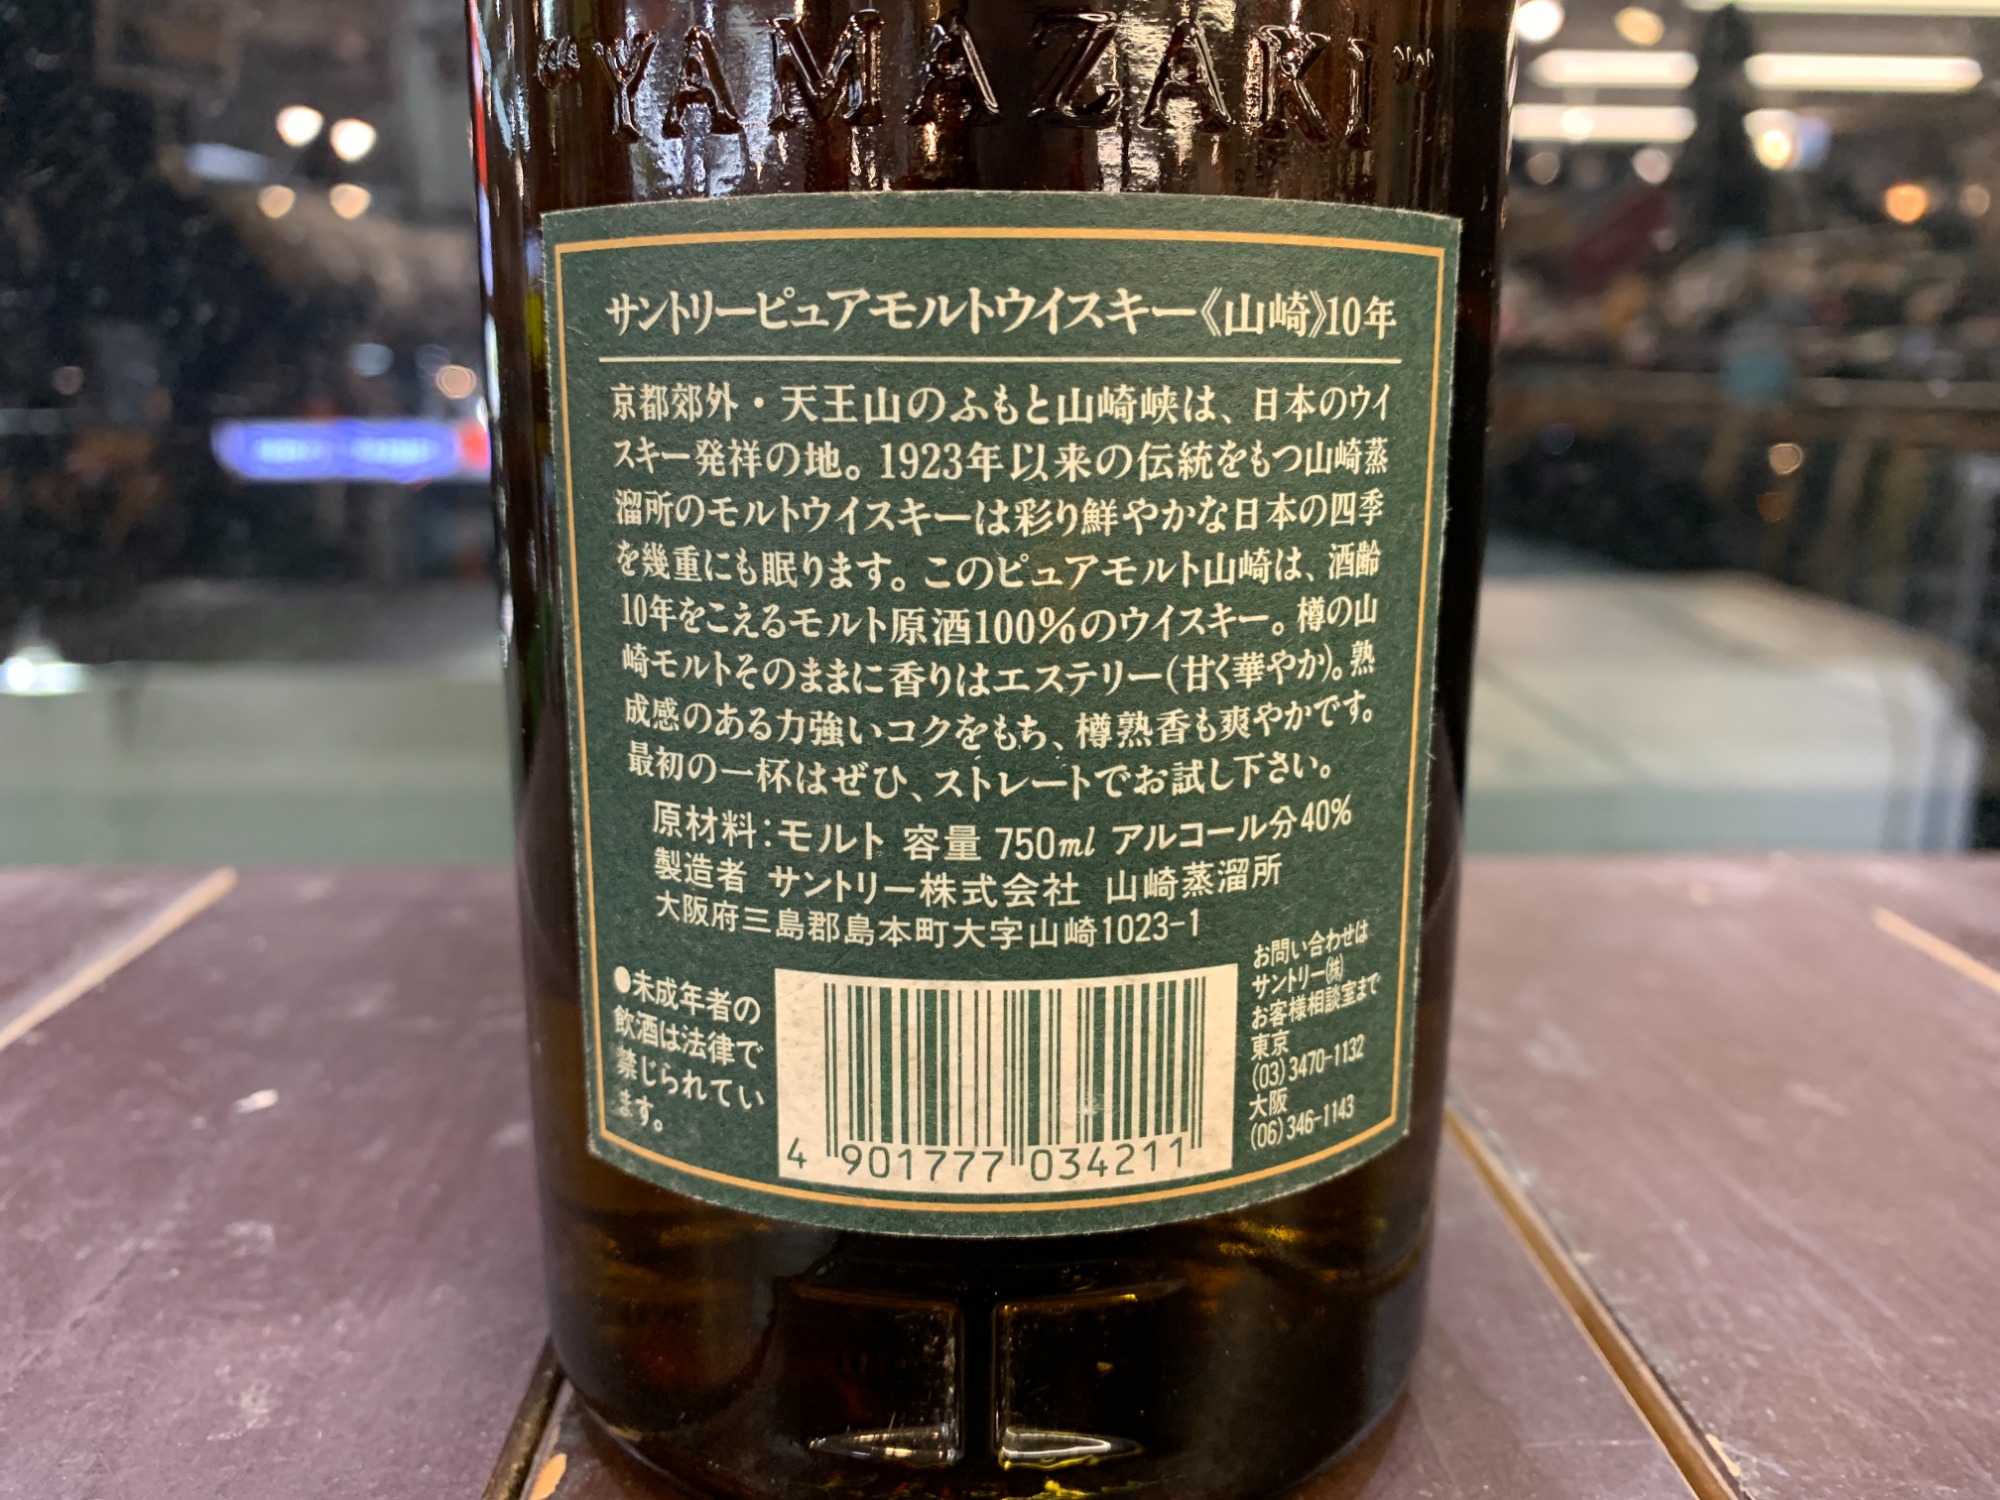 "YAMAZAKI"
サントリーピュアモルトウイスキー《山崎》10年
京都郊外・天王山のふもと山崎峡は、日本のウイ
スキー発祥の地。1923年以来の伝統をもつ山崎蒸
溜所のモルトウイスキーは彩り鮮やかな日本の四季
を幾重にも眠ります。このピュアモルト山崎は、酒齢
10年をこえるモルト原酒100%のウイスキー。樽の山
崎モルトそのままに香りはエステリー(甘く華やか)。熟
成感のある力強いコクをもち、樽熟香も爽やかです。
最初の一杯はぜひ、ストレートでお試し下さい。
原材料：モルト 容量 750ml アルコール分40%
製造者 サントリー株式会社 山崎蒸溜所
大阪府三島郡島本町大字山崎1023-1
●未成年者の
飲酒は法律で
禁じられてい
ます。
4 901777 034211
お問い合わせは
サントリー㈱
お客様相談室まで
東京
(03)3470-1132
大阪
(06)346-1143